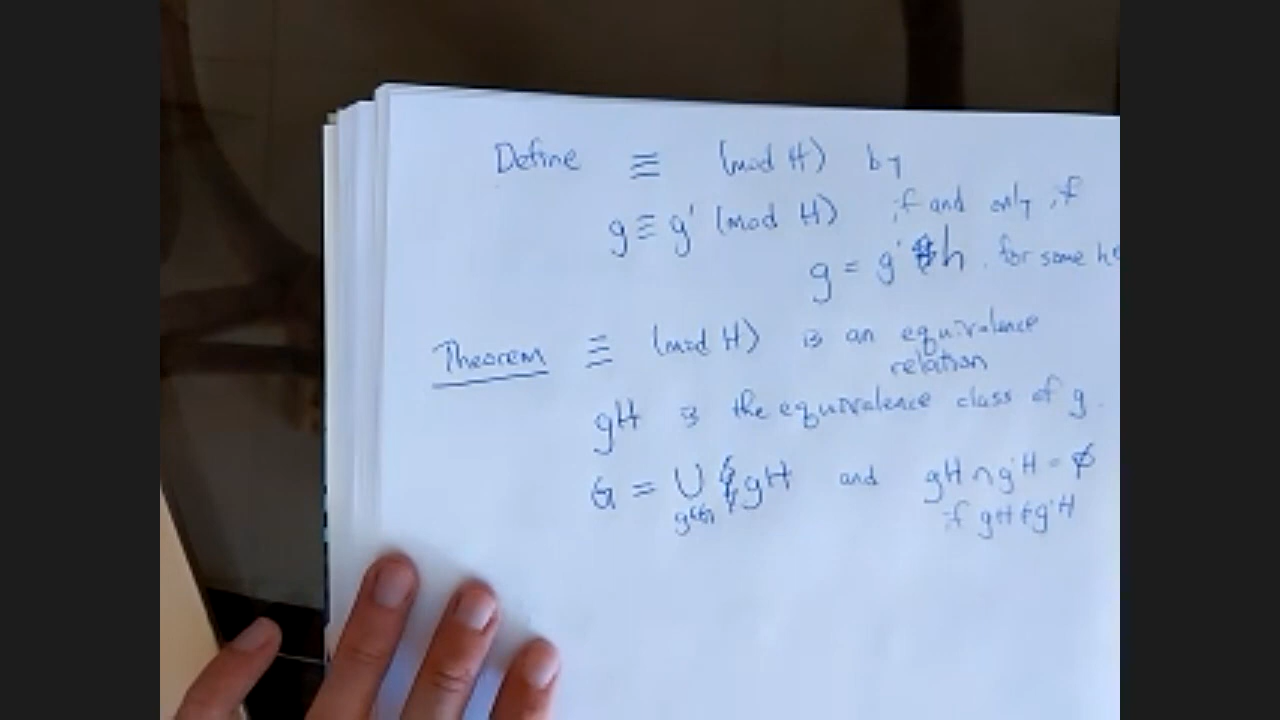 Define ≡ (mod H) by
g ≡ g' (mod H) if and only if
g = g' h, for some h ∈
Theorem ≡ (mod H) is an equivalence
relation
gH is the equivalence class of g.
G = ∪ gH and gH ∩ g'H = ∅
g∈G if gH ≠ g'H